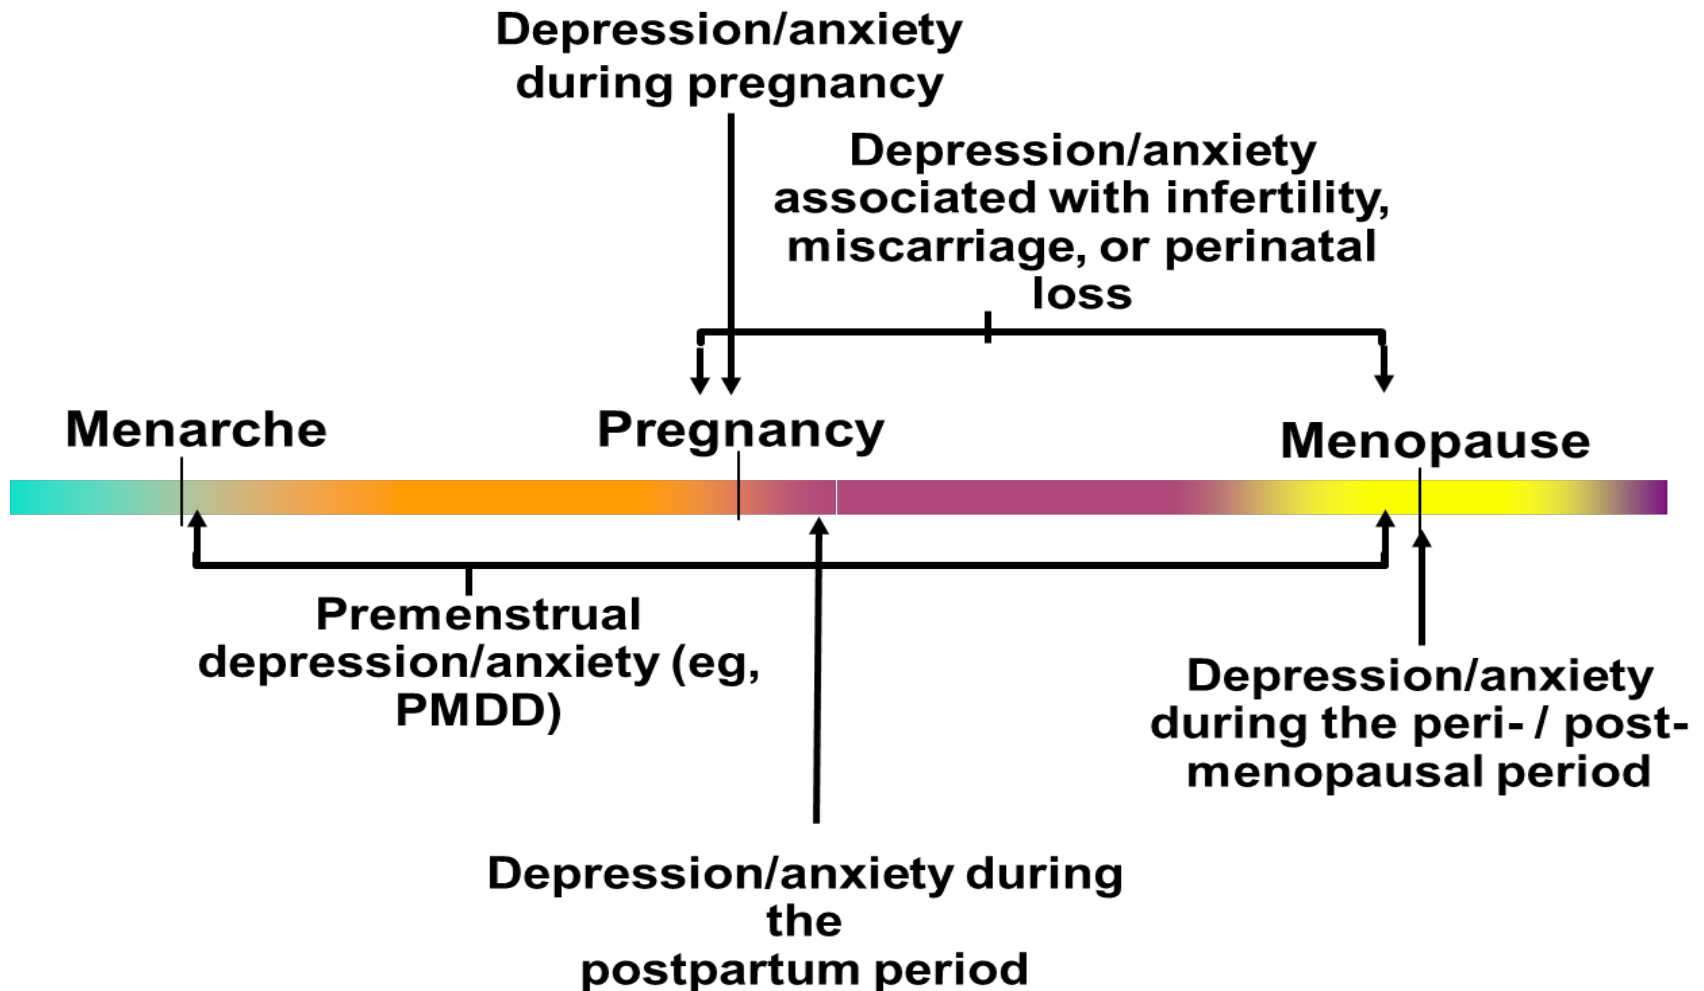 Depression/anxiety
during pregnancy
Depression/anxiety
associated with infertility,
miscarriage, or perinatal
loss
Menarche
Pregnancy
Menopause
Premenstrual
depression/anxiety (eg,
PMDD)
Depression/anxiety
during the peri- / post-
menopausal period
Depression/anxiety during
the
postpartum period